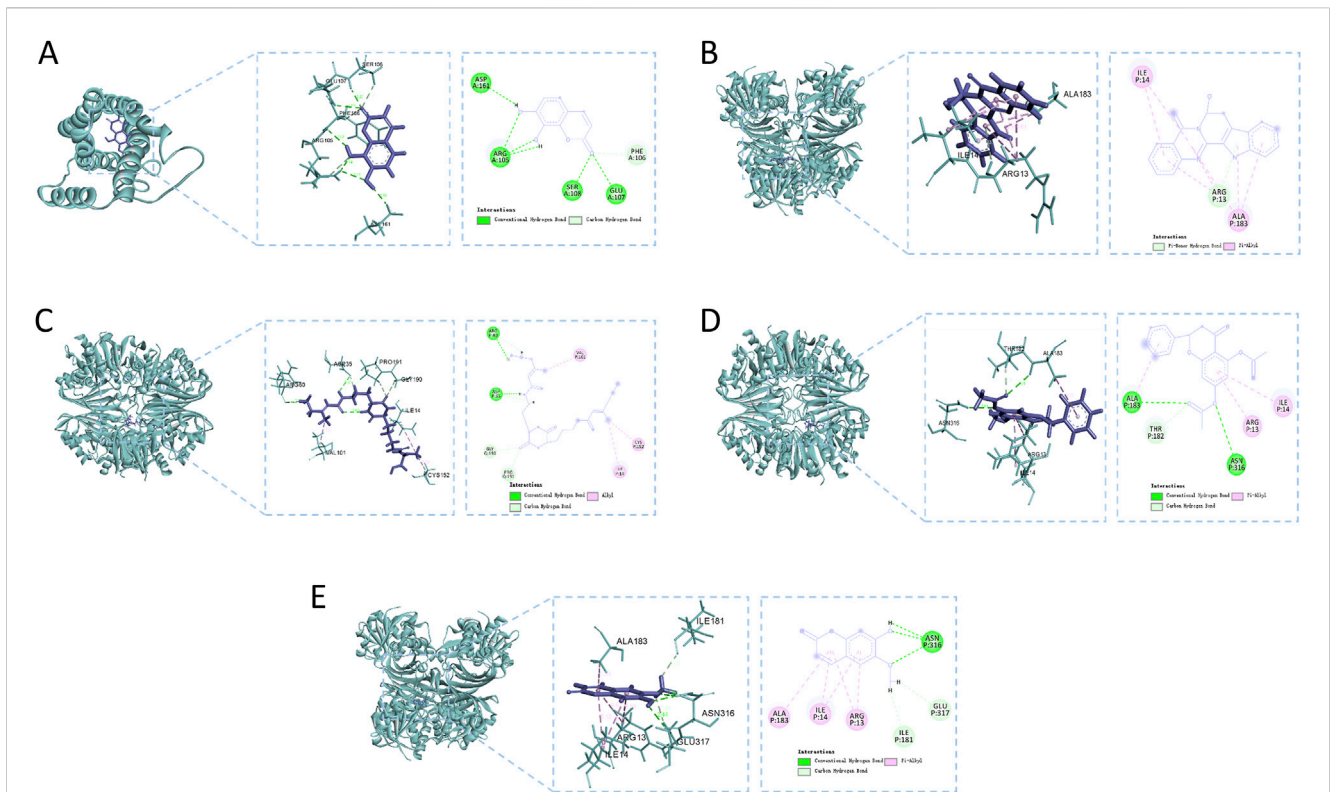 A
SER108
GLU107
PHE106
ARG105
ASP
A:161
ARG
A:105
SER
A:108
GLU
A:107
PHE
A:106
Interactions
Conventional Hydrogen Bond
Carbon Hydrogen Bond
B
ALA183
ILE14
ARG13
ILE
P:14
ARG
P:13
ALA
P:183
Interactions
Pi-Donor Hydrogen Bond
Pi-Alkyl
C
PRO191
GLY190
ILE14
VAL101
CYS152
Interactions
Conventional Hydrogen Bond
Alkyl
Carbon Hydrogen Bond
D
THR182
ALA183
ASN316
ARG13
ILE14
ALA
P:183
THR
P:182
ASN
P:316
ARG
P:13
ILE
P:14
Interactions
Conventional Hydrogen Bond
Pi-Alkyl
Carbon Hydrogen Bond
E
ILE181
ALA183
ASN316
ARG13
GLU317
ILE14
H
ASN
P:316
H
H
GLU
P:317
ALA
P:183
ILE
P:14
ARG
P:13
ILE
P:181
Interactions
Conventional Hydrogen Bond
Pi-Alkyl
Carbon Hydrogen Bond